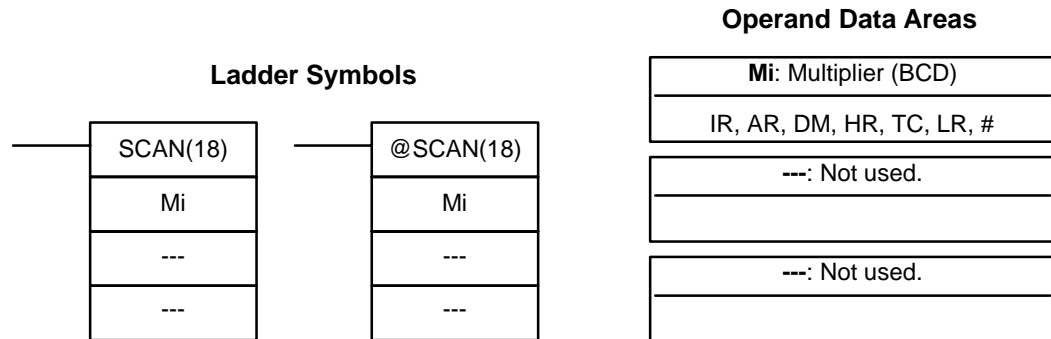 Ladder Symbols
SCAN(18)
Mi
---
---
@SCAN(18)
Mi
---
---
Operand Data Areas
Mi: Multiplier (BCD)
IR, AR, DM, HR, TC, LR, #
---: Not used.
---: Not used.